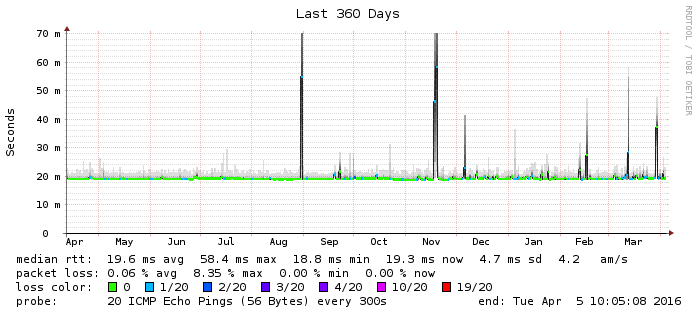 Last 360 Days
RRDTOOL / TOBI OETIKER
Seconds
70 m
60 m
50 m
40 m
30 m
20 m
10 m
0
Apr May Jun Jul Aug Sep Oct Nov Dec Jan Feb Mar
median rtt: 19.6 ms avg 58.4 ms max 18.8 ms min 19.3 ms now 4.7 ms sd 4.2 am/s
packet loss: 0.06 % avg 8.35 % max 0.00 % min 0.00 % now
loss color: 0 1/20 2/20 3/20 4/20 10/20 19/20
probe: 20 ICMP Echo Pings (56 Bytes) every 300s end: Tue Apr 5 10:05:08 2016